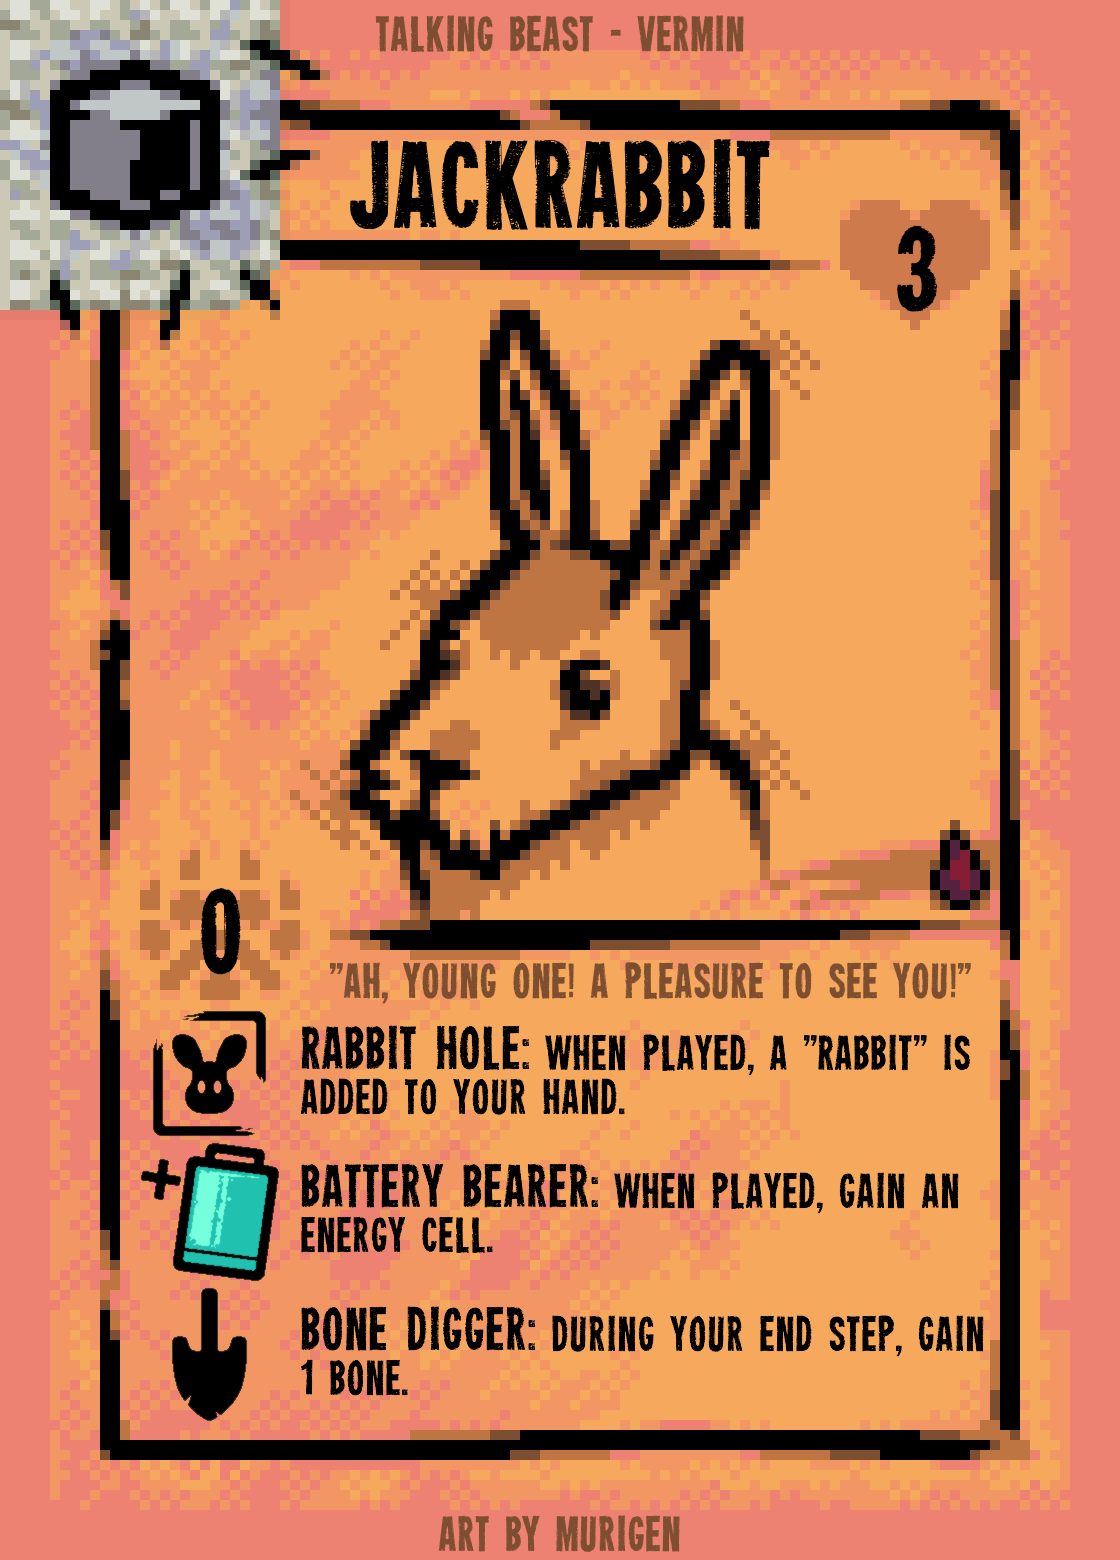 TALKING BEAST - VERMIN
JACKRABBIT
3
0
"AH, YOUNG ONE! A PLEASURE TO SEE YOU!"
RABBIT HOLE: WHEN PLAYED, A "RABBIT" IS
ADDED TO YOUR HAND.
BATTERY BEARER: WHEN PLAYED, GAIN AN
ENERGY CELL.
BONE DIGGER: DURING YOUR END STEP, GAIN
1 BONE.
ART BY MURIGEN